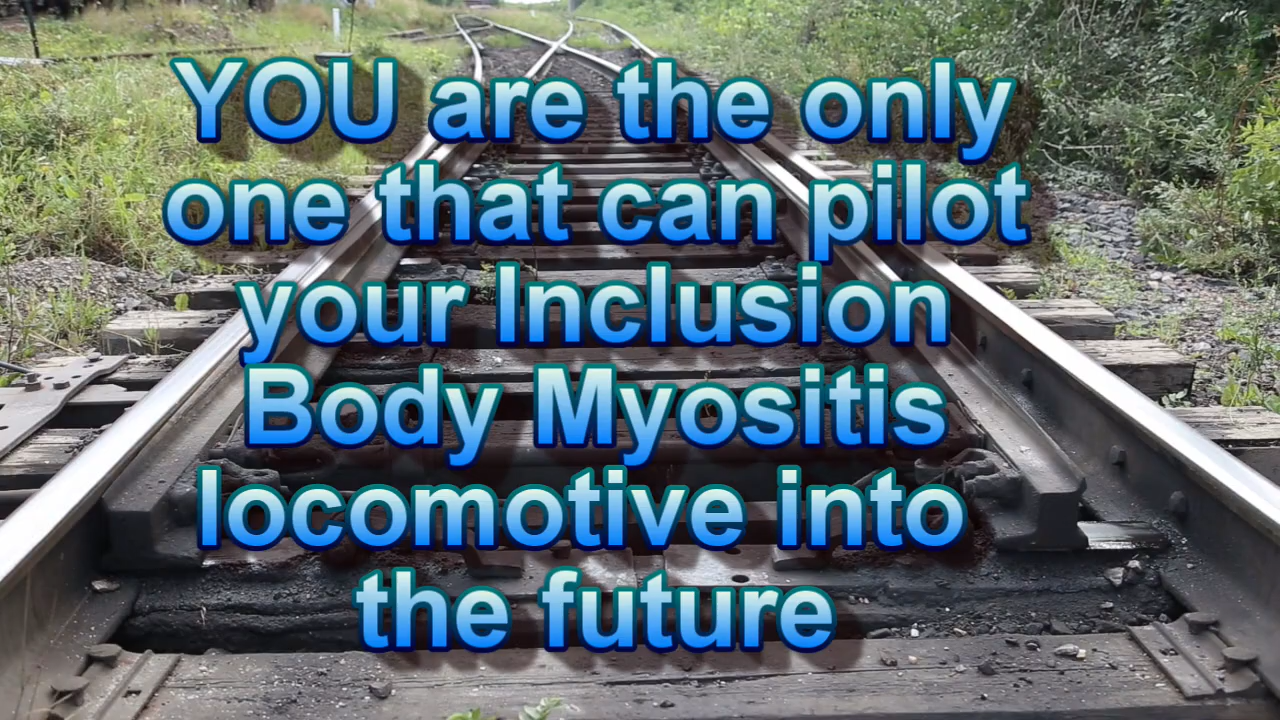 YOU are the only
one that can pilot
your Inclusion
Body Myositis
locomotive into
the future